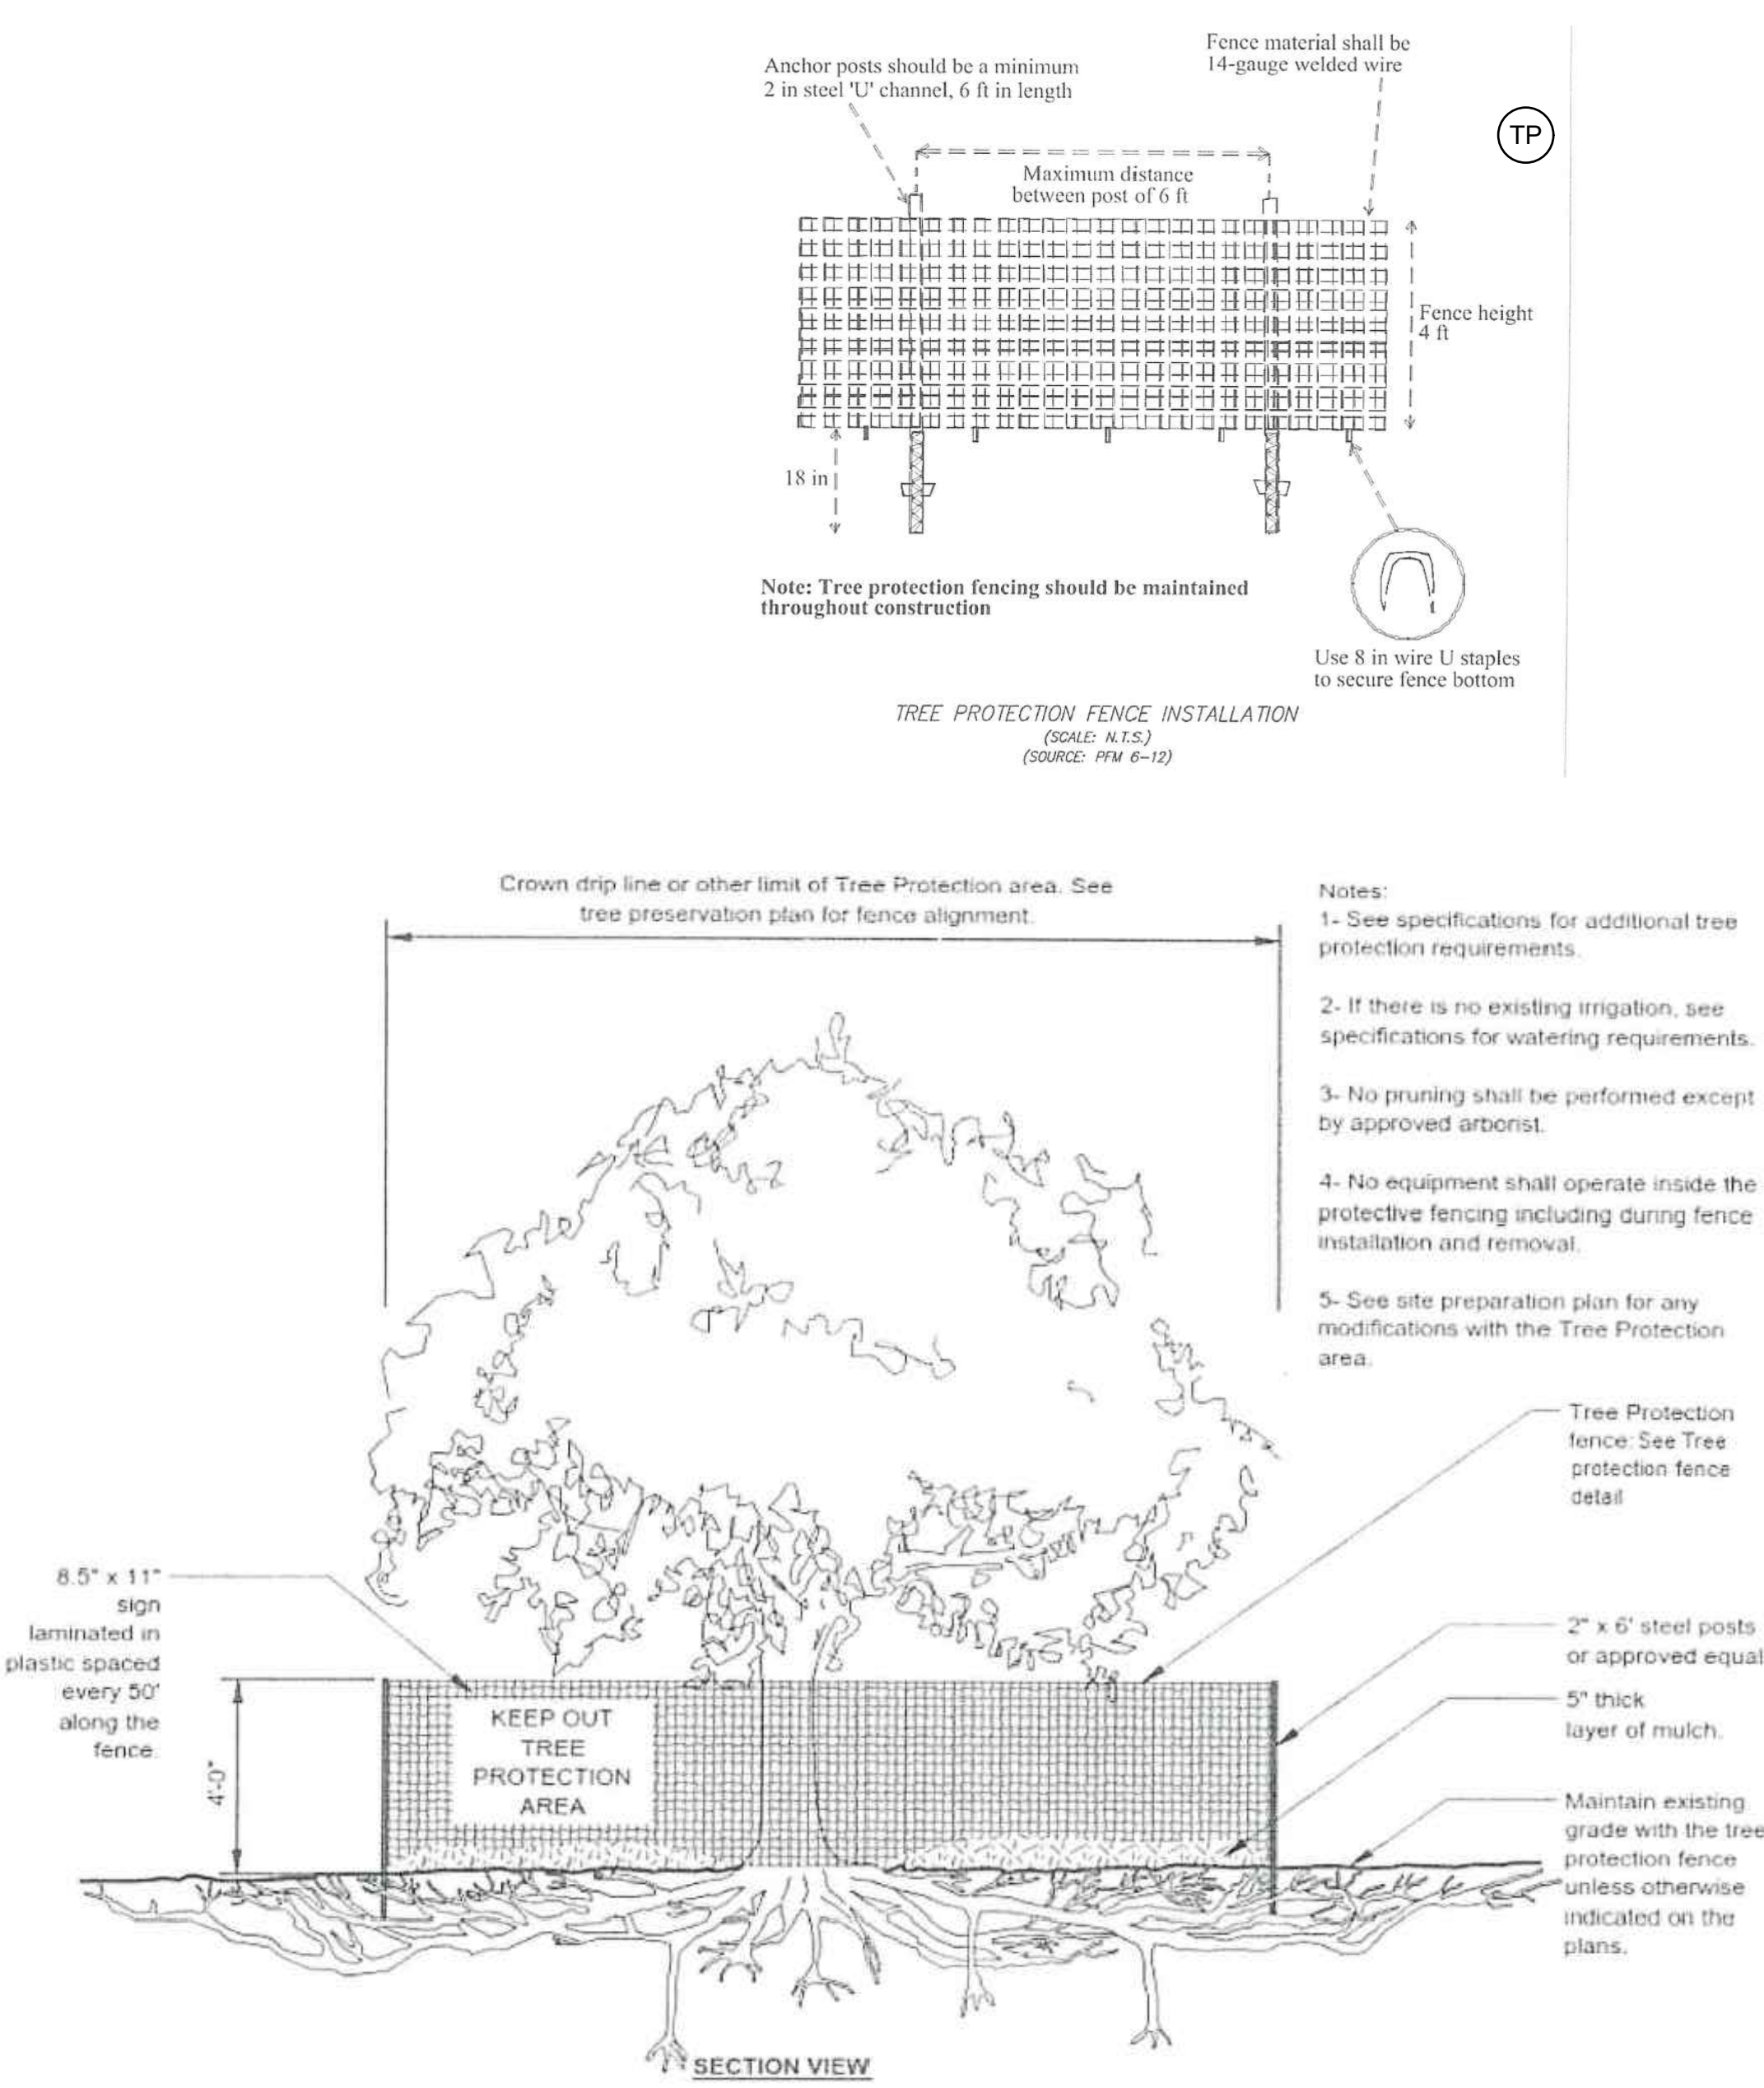 Anchor posts should be a minimum
2 in steel 'U' channel, 6 ft in length
Fence material shall be
14-gauge welded wire
TP
Maximum distance
between post of 6 ft
Fence height
4 ft
18 in
Note: Tree protection fencing should be maintained
throughout construction
Use 8 in wire U staples
to secure fence bottom
TREE PROTECTION FENCE INSTALLATION
(SCALE: N.T.S.)
(SOURCE: PFM 6-12)
Crown drip line or other limit of Tree Protection area. See
tree preservation plan for fence alignment.
Notes:
1- See specifications for additional tree
protection requirements.
2- If there is no existing irrigation, see
specifications for watering requirements.
3- No pruning shall be performed except
by approved arborist.
4- No equipment shall operate inside the
protective fencing including during fence
installation and removal.
5- See site preparation plan for any
modifications with the Tree Protection
area.
Tree Protection
fence: See Tree
protection fence
detail
8.5" x 11"
sign
laminated in
plastic spaced
every 50'
along the
fence.
2" x 6' steel posts
or approved equal
5" thick
layer of mulch.
KEEP OUT
TREE
PROTECTION
AREA
4'-0"
Maintain existing
grade with the tree
protection fence
unless otherwise
indicated on the
plans.
SECTION VIEW